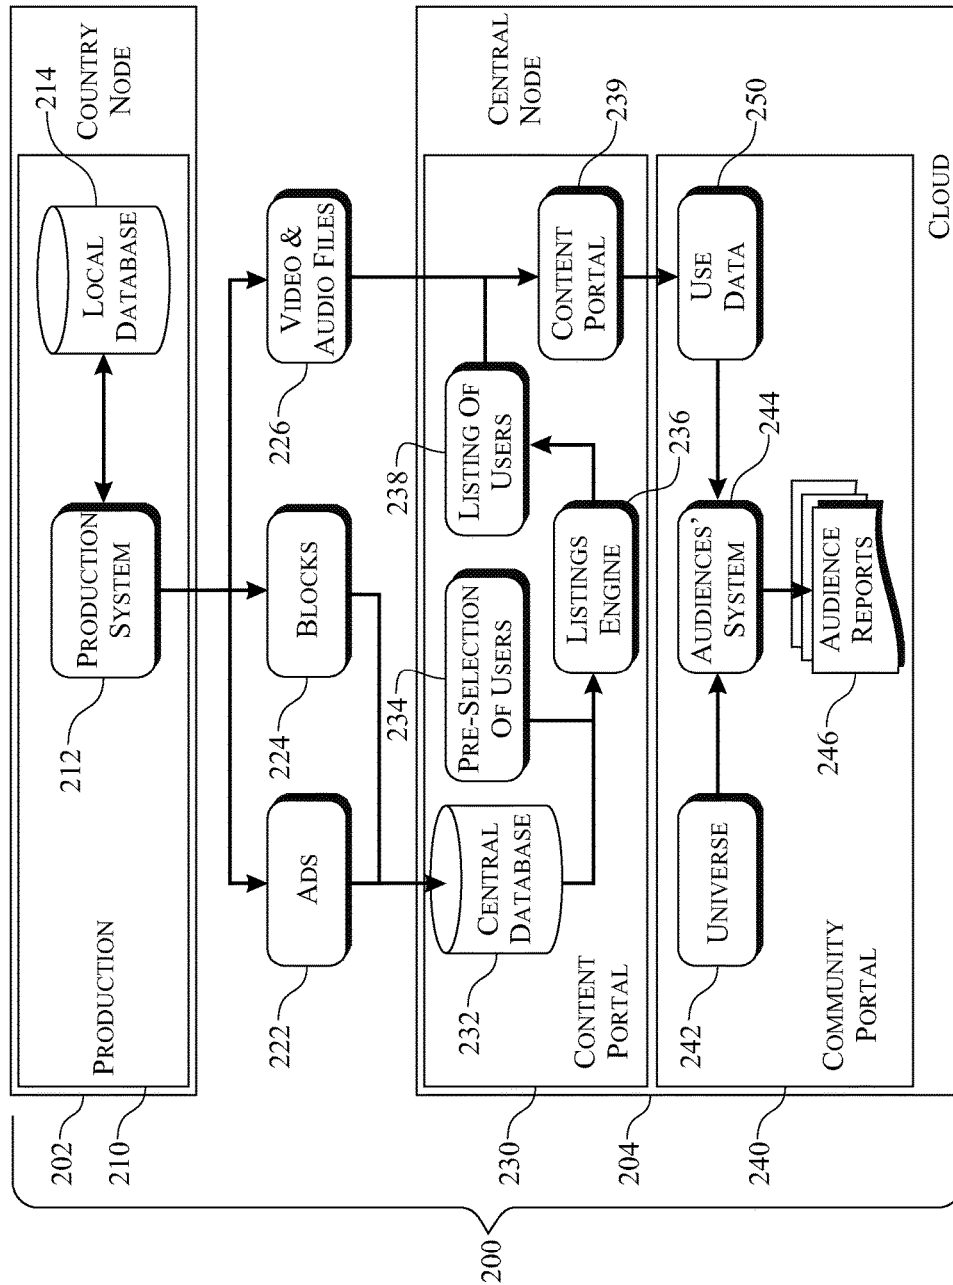 200
202
210
PRODUCTION
212
PRODUCTION
SYSTEM
LOCAL
DATABASE
214
COUNTRY
NODE
222
ADS
224
BLOCKS
226
VIDEO &
AUDIO FILES
230
204
CONTENT
PORTAL
232
CENTRAL
DATABASE
234
PRE-SELECTION
OF USERS
LISTINGS
ENGINE
236
238
LISTING OF
USERS
CONTENT
PORTAL
239
CENTRAL
NODE
240
COMMUNITY
PORTAL
242
UNIVERSE
AUDIENCES'
SYSTEM
244
246
AUDIENCE
REPORTS
USE
DATA
250
CLOUD